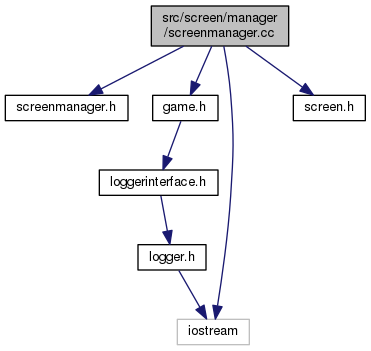 src/screen/manager
/screenmanager.cc
screenmanager.h
game.h
screen.h
loggerinterface.h
logger.h
iostream